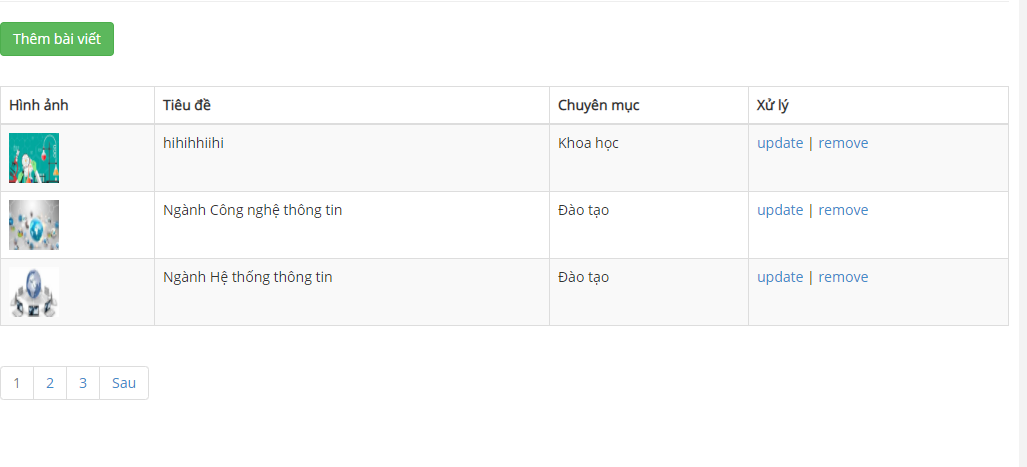 Thêm bài viết
Hình ảnh Tiêu đề Chuyên mục Xử lý
hihihhiihi Khoa học update | remove
Ngành Công nghệ thông tin Đào tạo update | remove
Ngành Hệ thống thông tin Đào tạo update | remove
1 2 3 Sau